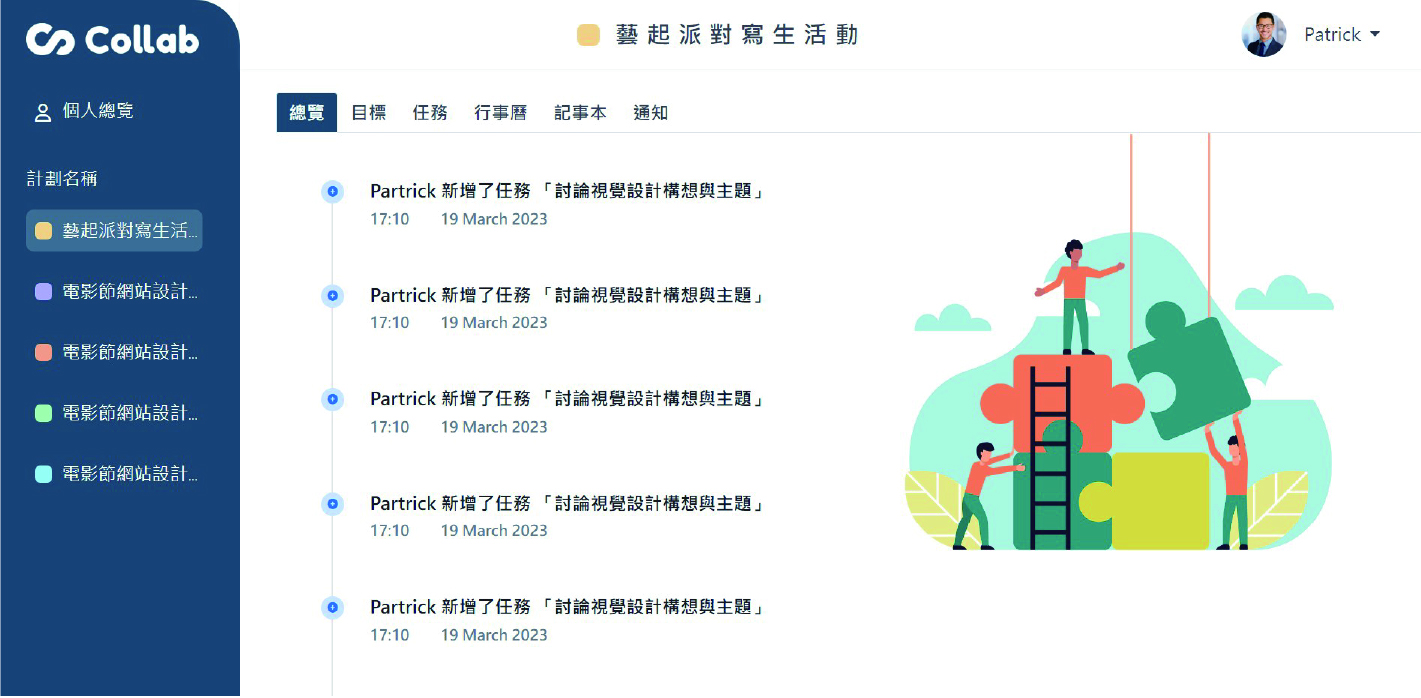 Collab
藝起派對寫生活動
Patrick
個人總覽
計劃名稱
藝起派對寫生活...
電影節網站設計...
電影節網站設計...
電影節網站設計...
電影節網站設計...
總覽 目標 任務 行事曆 記事本 通知
Partrick 新增了任務 「討論視覺設計構想與主題」
17:10 19 March 2023
Partrick 新增了任務 「討論視覺設計構想與主題」
17:10 19 March 2023
Partrick 新增了任務 「討論視覺設計構想與主題」
17:10 19 March 2023
Partrick 新增了任務 「討論視覺設計構想與主題」
17:10 19 March 2023
Partrick 新增了任務 「討論視覺設計構想與主題」
17:10 19 March 2023